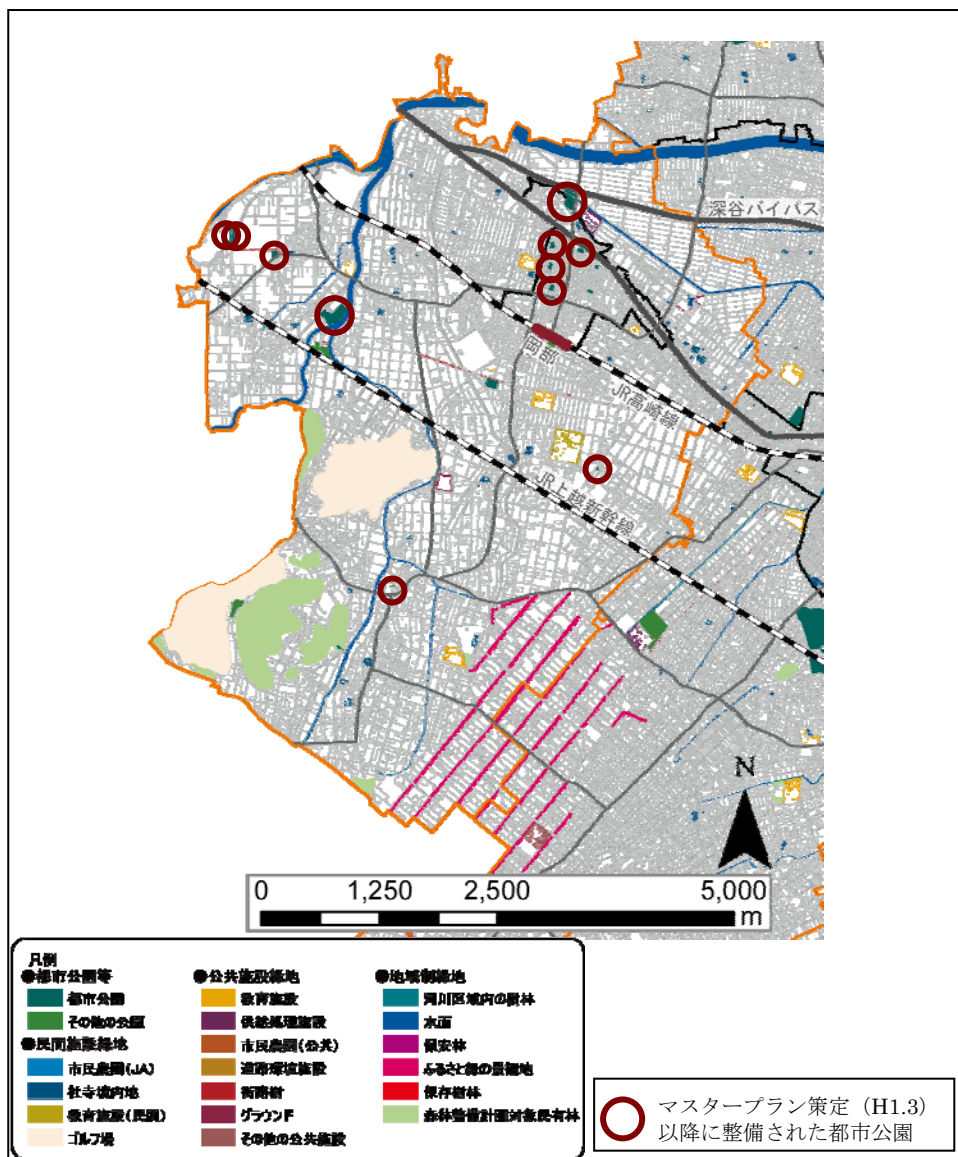 深谷バイパス
岡部
JR高崎線
JR上越新幹線
N
0 1,250 2,500 5,000
m
凡例
●都市公園等
都市公園
その他の公園
●民間施設緑地
市民農園(JA)
社寺境内地
教育施設(民間)
ゴルフ場
●公共施設緑地
教育施設
供給処理施設
市民農園(公共)
道路環境施設
街路樹
グラウンド
その他の公共施設
●地域制緑地
河川区域内の樹林
水面
保安林
ふるさと緑の景観地
保存樹林
森林整備計画対象民有林
マスタープラン策定（H1.3）
以降に整備された都市公園